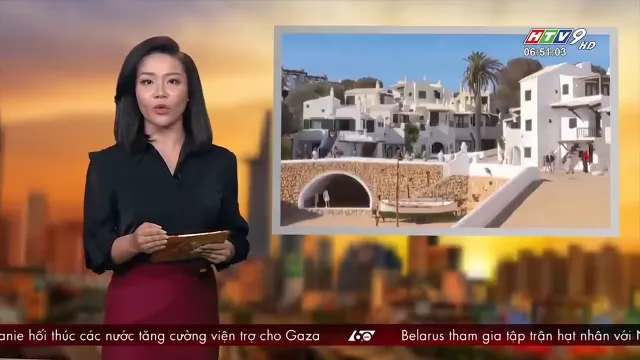 HTV9 HD
06:51:03
anie hối thúc các nước tăng cường viện trợ cho Gaza
Belarus tham gia tập trận hạt nhân với N